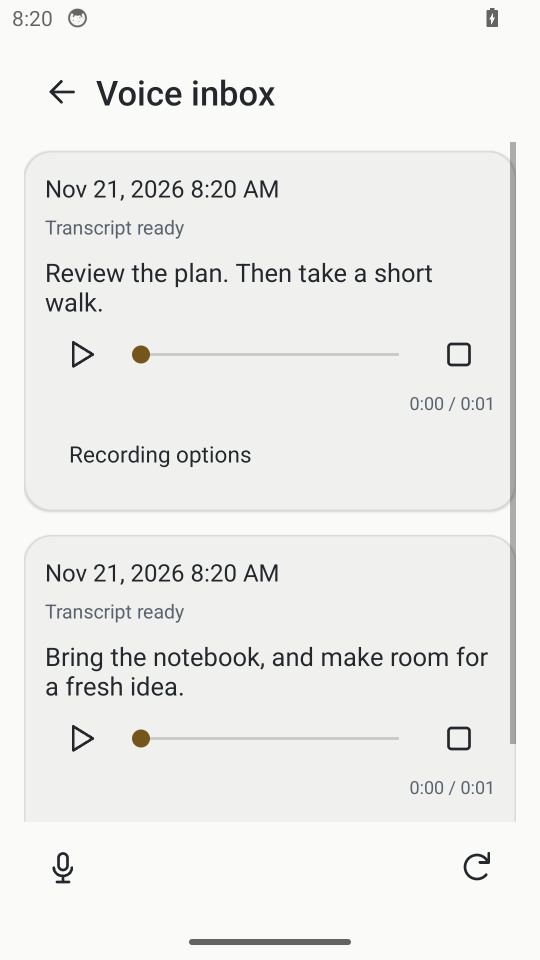 8:20
Voice inbox
Nov 21, 2026 8:20 AM
Transcript ready
Review the plan. Then take a short
walk.
0:00 / 0:01
Recording options
Nov 21, 2026 8:20 AM
Transcript ready
Bring the notebook, and make room for
a fresh idea.
0:00 / 0:01